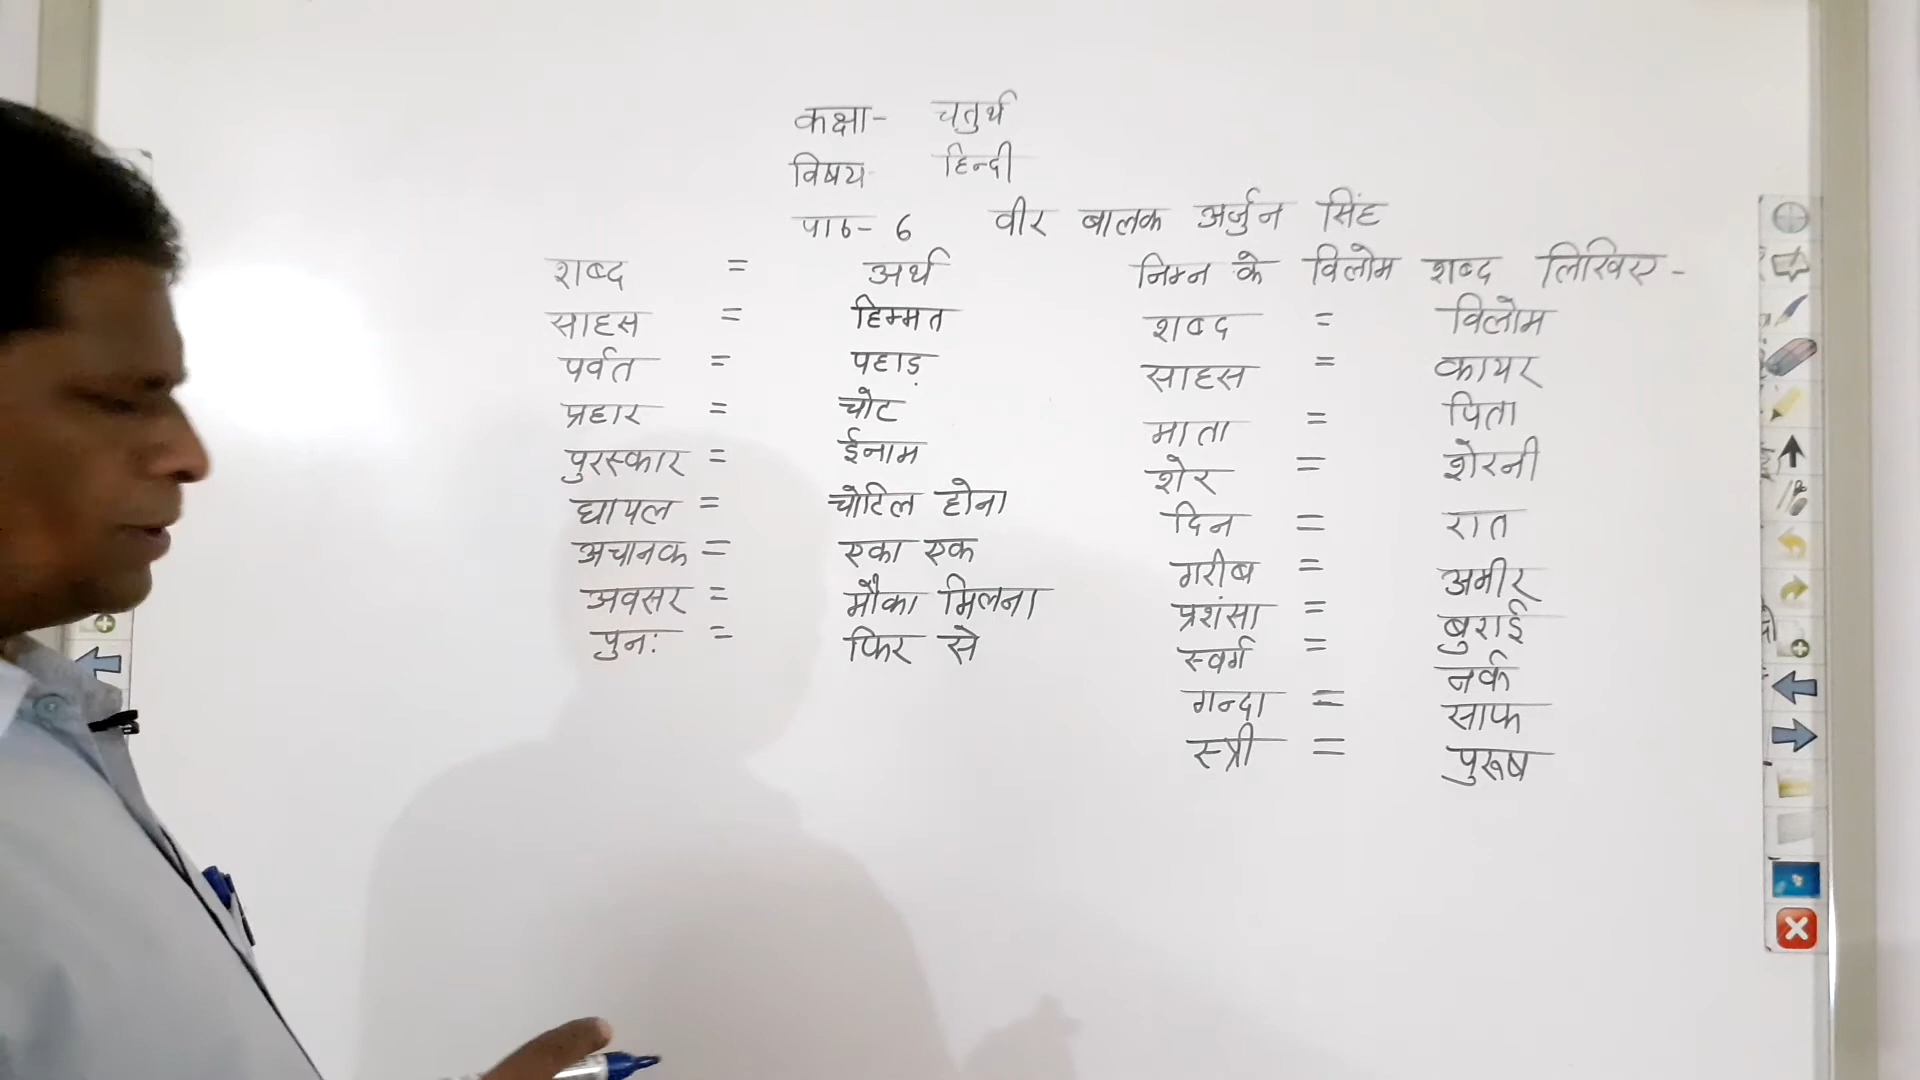 कक्षा- चतुर्थ
विषय- हिन्दी
पाठ- 6 वीर बालक अर्जुन सिंह
शब्द = अर्थ
साहस = हिम्मत
पर्वत = पहाड़
प्रहार = चोट
पुरस्कार = ईनाम
घायल = चोटिल होना
अचानक = एका एक
अवसर = मौका मिलना
पुनः = फिर से
निम्न के विलोम शब्द लिखिए -
शब्द = विलोम
साहस = कायर
माता = पिता
शेर = शेरनी
दिन = रात
गरीब = अमीर
प्रशंसा = बुराई
स्वर्ग = नर्क
गन्दा = साफ
स्त्री = पुरूष